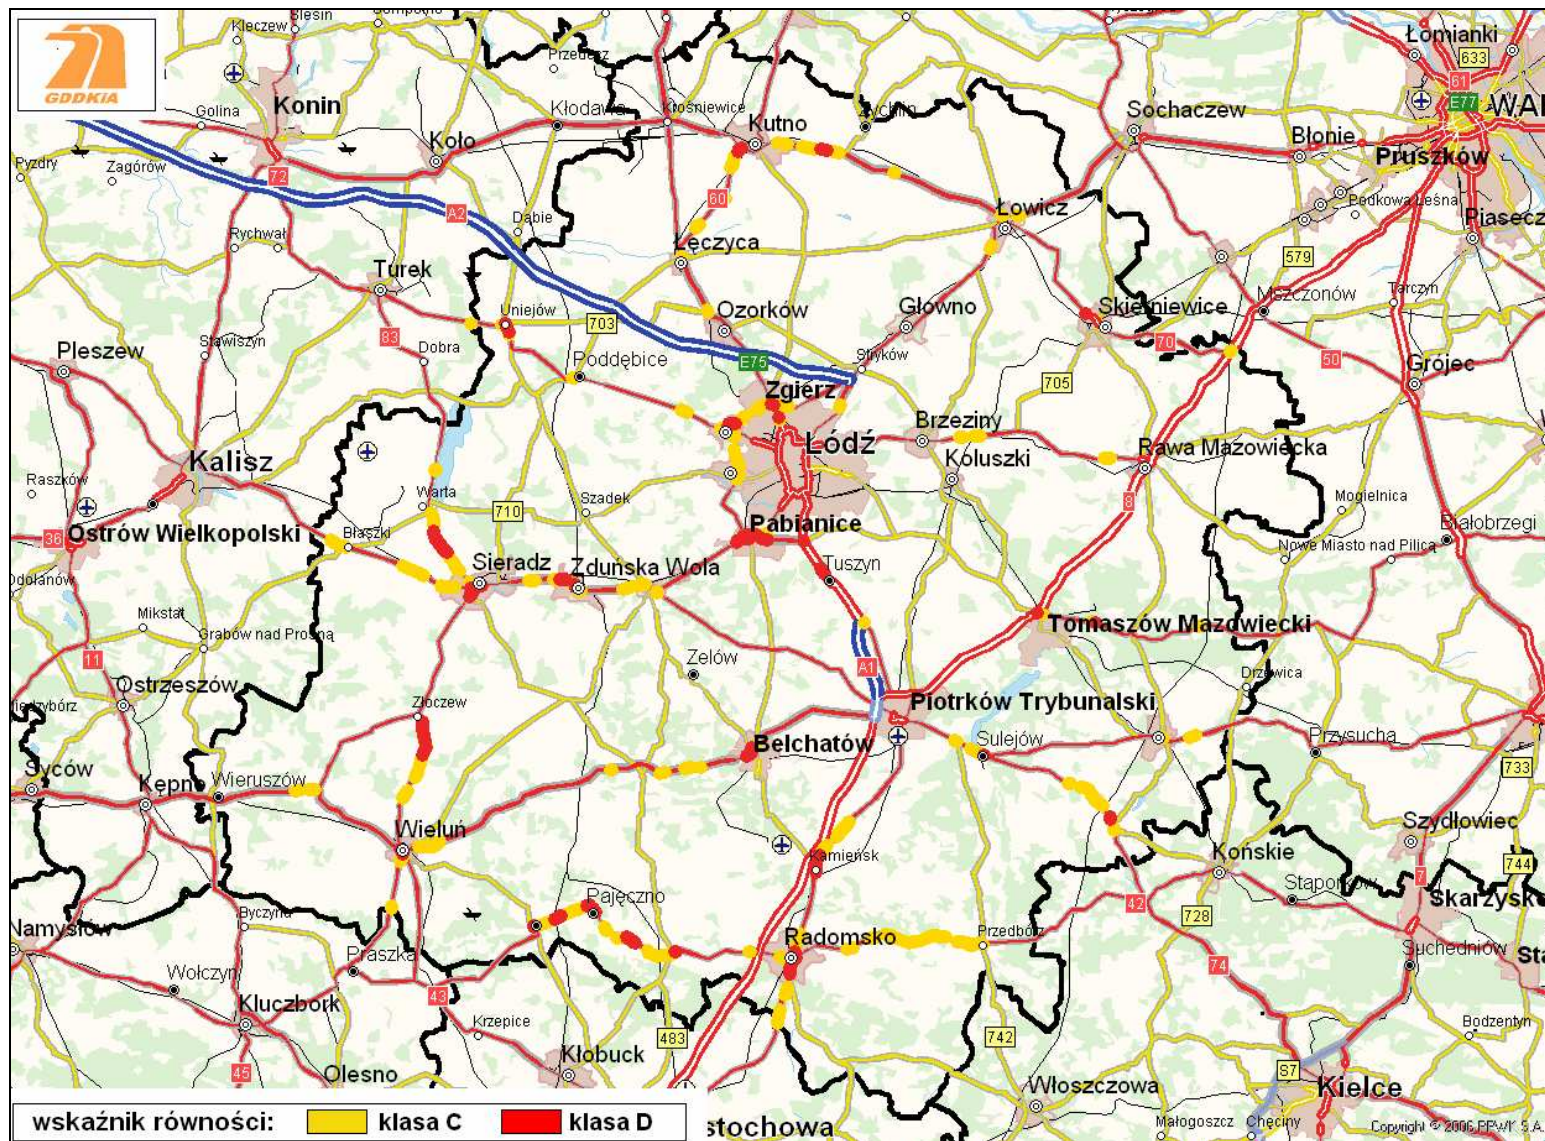 Kleczew
Ślesin
Sompolno
Łomianki
633
GDDKiA
Przedecz
61
E77
Golina
Konin
Kłodawa
Krośniewice
Kutno
Żychlin
Sochaczew
Błonie
Pruszków
Koło
Pyzdry
Zagórów
72
60
Łowicz
Podkowa Leśna
A2
Dąbie
Rychwał
Łęczyca
579
Turek
Mszczonów
Tarczyn
Uniejów
703
Ozorków
Głowno
Skierniewice
83
Stawiszyn
Dobra
Pleszew
Poddębice
E75
Stryków
70
50
Grójec
Zgierz
705
Brzeziny
Łódź
Rawa Mazowiecka
Kalisz
Koluszki
Raszków
Warta
710
Szadek
8
Mogielnica
36
Ostrów Wielkopolski
Błaszki
Pabianice
Białobrzegi
Sieradz
Zduńska Wola
Tuszyn
Nowe Miasto nad Pilicą
Odolanów
Mikstat
Grabów nad Prosną
Tomaszów Mazowiecki
11
Zelów
A1
Drzewica
Ostrzeszów
Złoczew
Piotrków Trybunalski
Bełchatów
Sulejów
Przysucha
Syców
Kępno
Wieruszów
733
Wieluń
Szydłowiec
Kamieńsk
Końskie
744
7
Stąporków
Pajęczno
42
728
Skarżysko
Namysłów
Byczyna
Radomsko
Przedbórz
Suchedniów
Praszka
Wołczyn
43
74
Kluczbork
Krzepice
483
742
Bodzentyn
Kłobuck
45
Olesno
S7
Włoszczowa
Kielce
wskaźnik równości: klasa C klasa D
stochowa
Małogoszcz
Chęciny
Copyright © 2006 PPWK S.A.